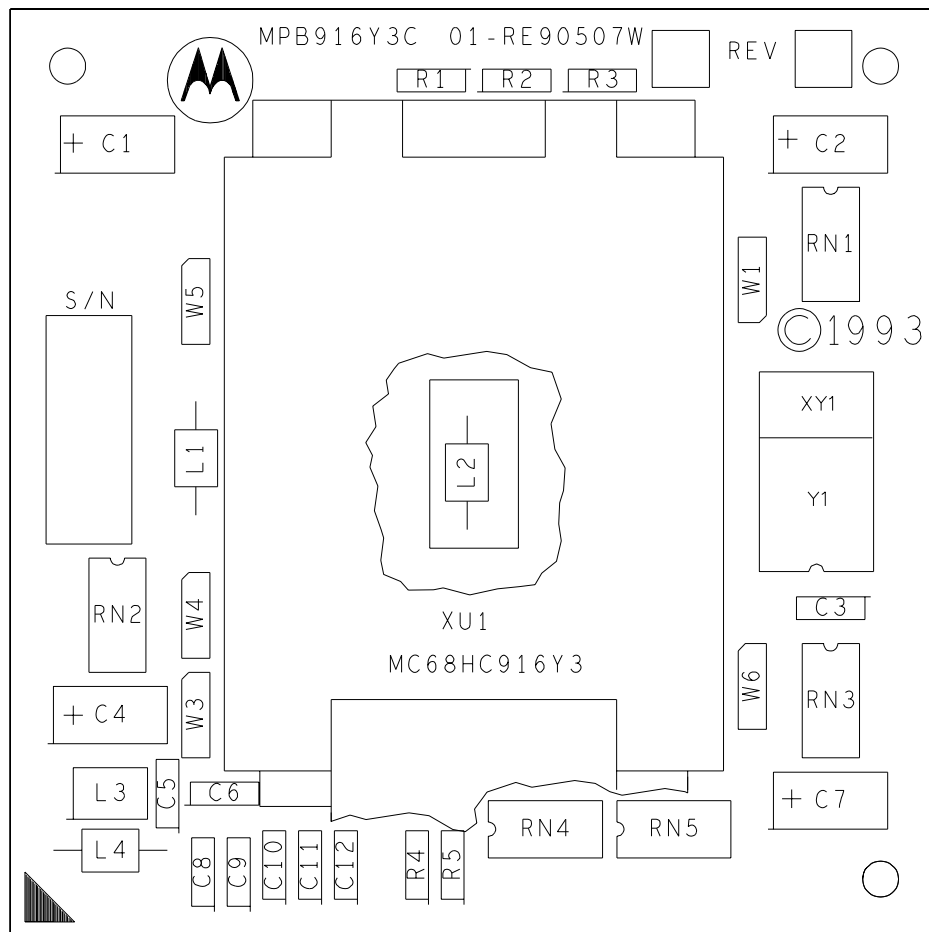 MPB916Y3C 01-RE90507W
REV
R1 R2 R3
+ C1
+ C2
RN1
W1
W5
S/N
©1993
XY1
L1
L2
Y1
RN2
W4
C3
XU1
MC68HC916Y3
W6
RN3
W3
+ C4
L3
C5
C6
+ C7
RN4
RN5
L4
C8
C9
C10
C11
C12
R4
R5